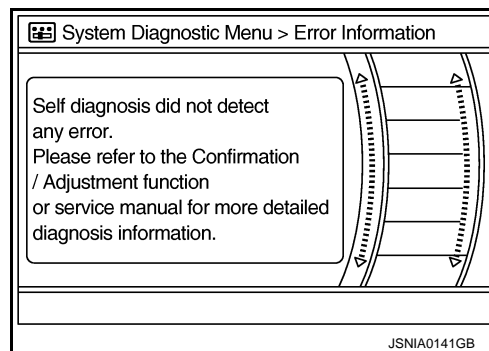 System Diagnostic Menu > Error Information
Self diagnosis did not detect
any error.
Please refer to the Confirmation
/ Adjustment function
or service manual for more detailed
diagnosis information.
JSNIA0141GB